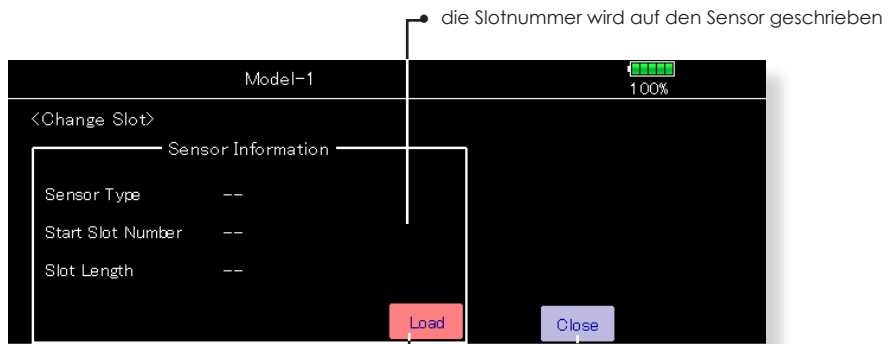 die Slotnummer wird auf den Sensor geschrieben
Model-1
100%
<Change Slot>
Sensor Information
Sensor Type --
Start Slot Number --
Slot Length --
Load Close